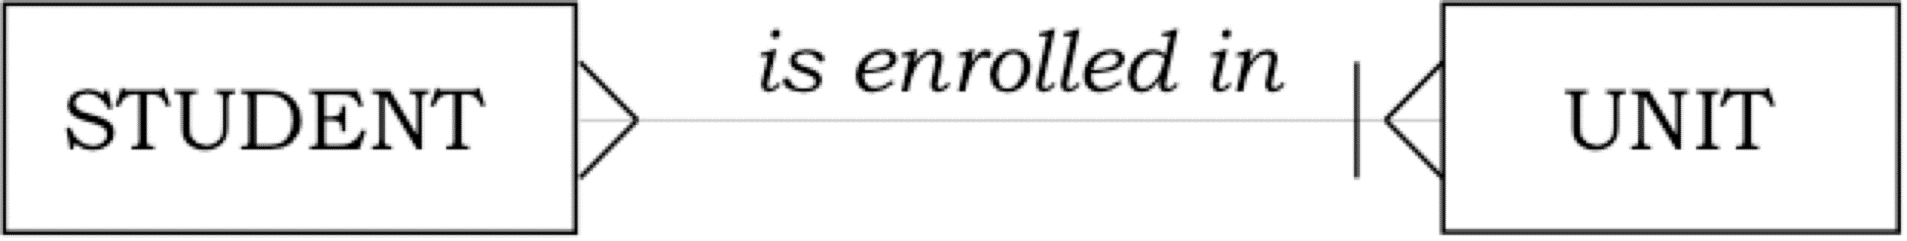 STUDENT is enrolled in UNIT